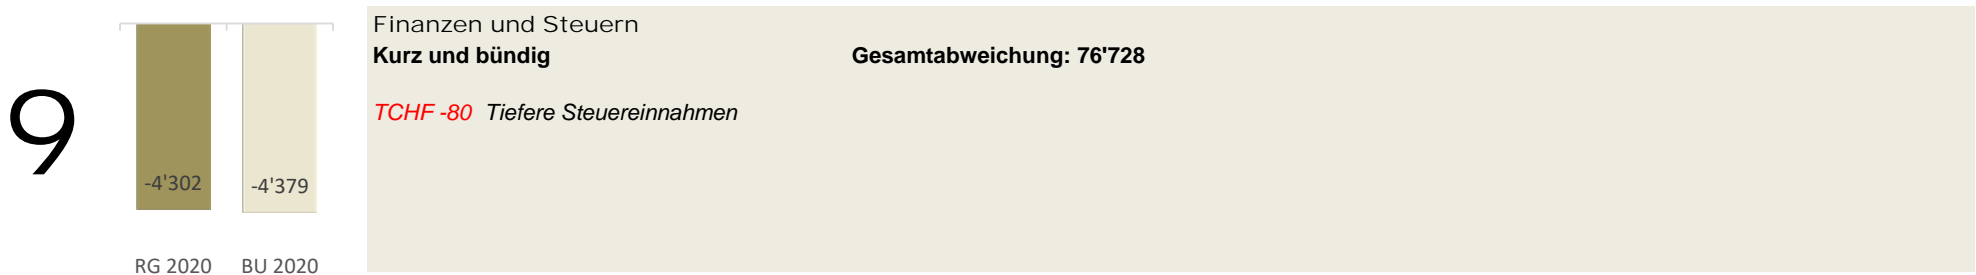 9
-4'302
-4'379
RG 2020 BU 2020
Finanzen und Steuern
Kurz und bündig Gesamtabweichung: 76'728
TCHF -80 Tiefere Steuereinnahmen